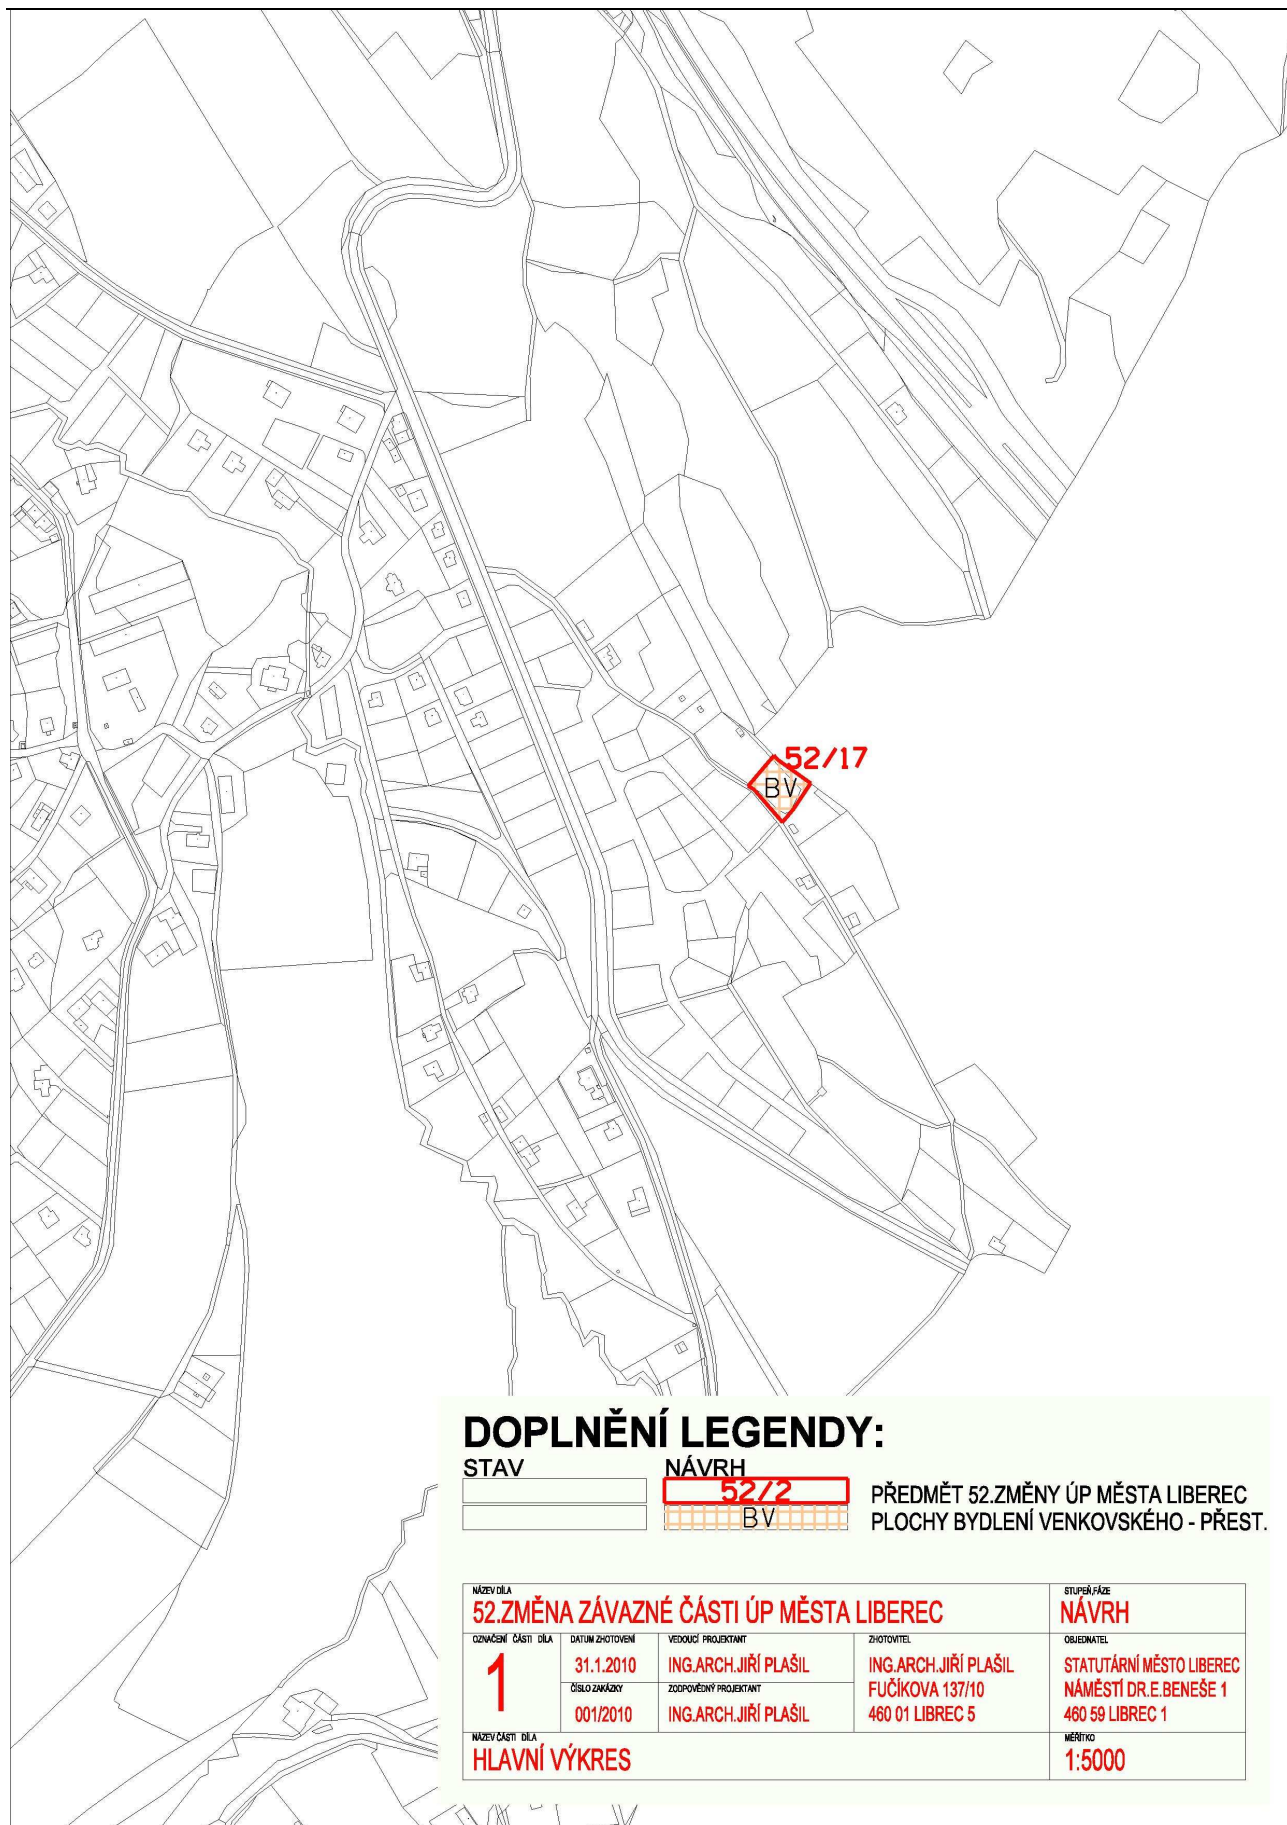 52/17
BV
DOPLNĚNÍ LEGENDY:
STAV NÁVRH
52/2 PŘEDMĚT 52.ZMĚNY ÚP MĚSTA LIBEREC
BV PLOCHY BYDLENÍ VENKOVSKÉHO - PŘEST.
NÁZEV DÍLA STUPEŇ,FÁZE
52.ZMĚNA ZÁVAZNÉ ČÁSTI ÚP MĚSTA LIBEREC NÁVRH
OZNAČENÍ ČÁSTI DÍLA DATUM ZHOTOVENÍ VEDOUCÍ PROJEKTANT ZHOTOVITEL OBJEDNATEL
1 31.1.2010 ING.ARCH.JIŘÍ PLAŠIL ING.ARCH.JIŘÍ PLAŠIL STATUTÁRNÍ MĚSTO LIBEREC
ČÍSLO ZAKÁZKY ZODPOVĚDNÝ PROJEKTANT FUČÍKOVA 137/10 NÁMĚSTÍ DR.E.BENEŠE 1
001/2010 ING.ARCH.JIŘÍ PLAŠIL 460 01 LIBREC 5 460 59 LIBREC 1
NÁZEV ČÁSTI DÍLA MĚŘÍTKO
HLAVNÍ VÝKRES 1:5000